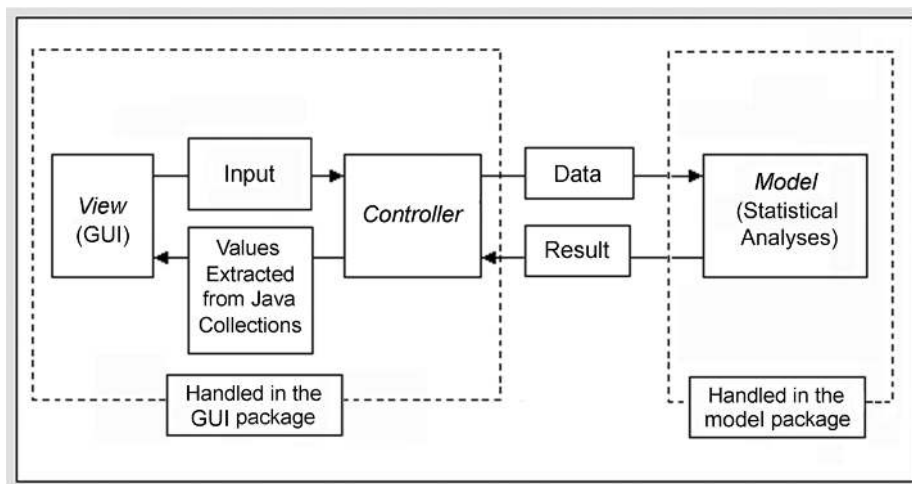 View
(GUI)
Input
Values
Extracted
from Java
Collections
Controller
Data
Result
Model
(Statistical
Analyses)
Handled in the
GUI package
Handled in the
model package